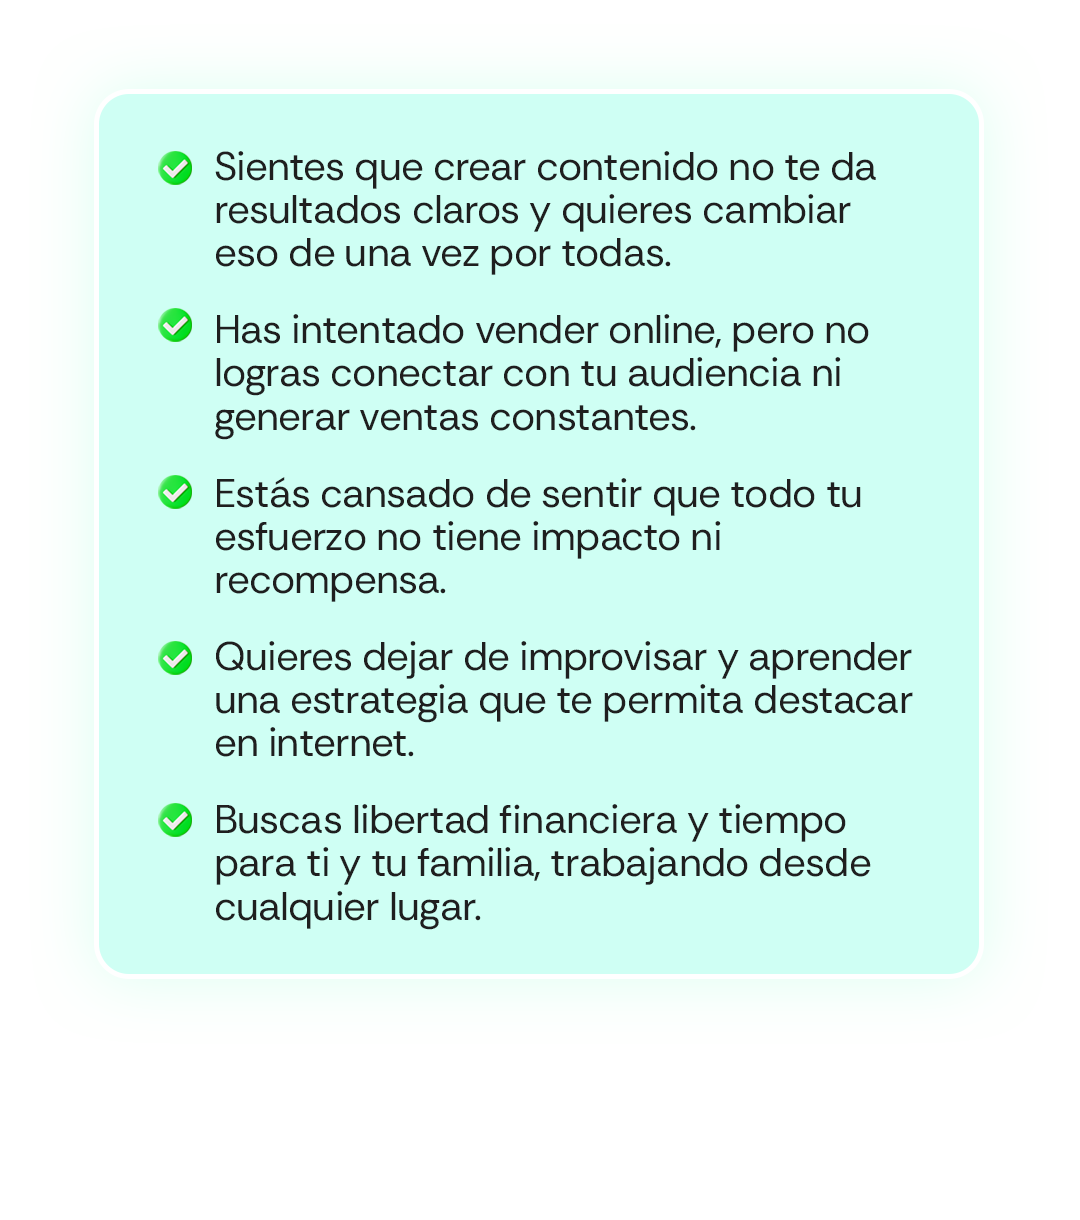 Sientes que crear contenido no te da
resultados claros y quieres cambiar
eso de una vez por todas.
Has intentado vender online, pero no
logras conectar con tu audiencia ni
generar ventas constantes.
Estás cansado de sentir que todo tu
esfuerzo no tiene impacto ni
recompensa.
Quieres dejar de improvisar y aprender
una estrategia que te permita destacar
en internet.
Buscas libertad financiera y tiempo
para ti y tu familia, trabajando desde
cualquier lugar.